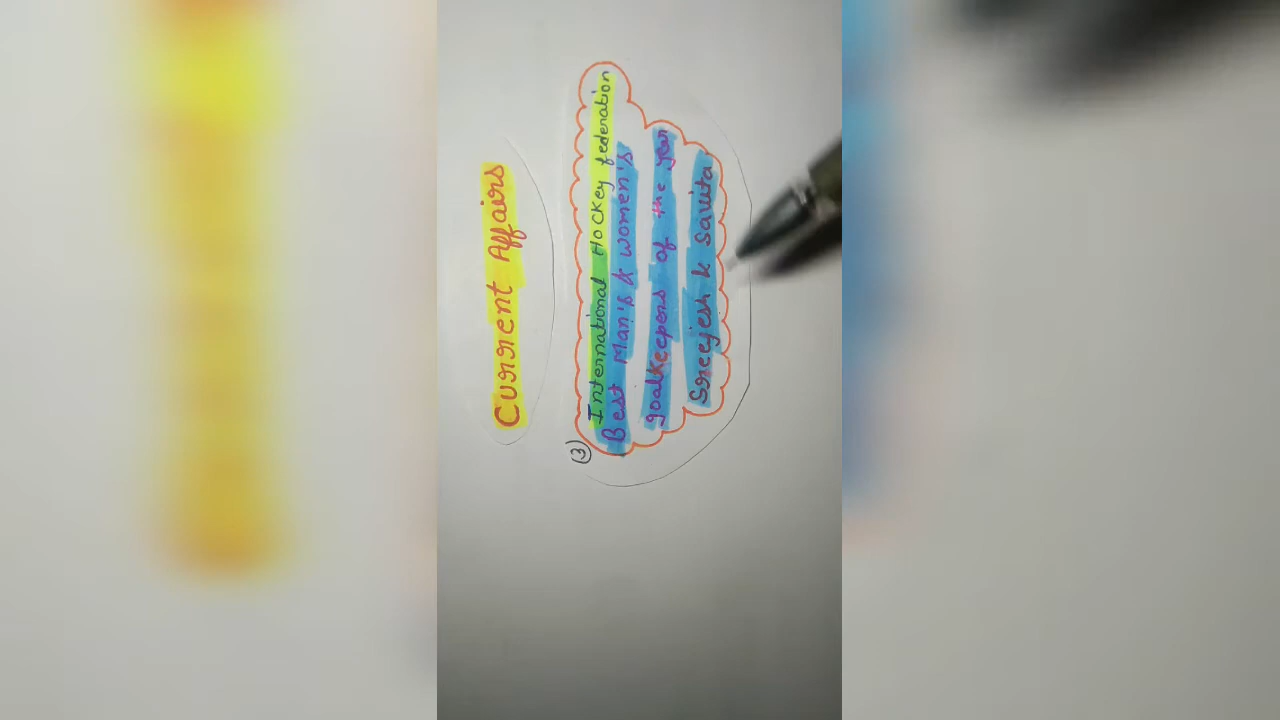 Current Affairs
(3)
International Hockey federation
Best Man's & women's
goalkeepers of the year
Sreejesh k Savita